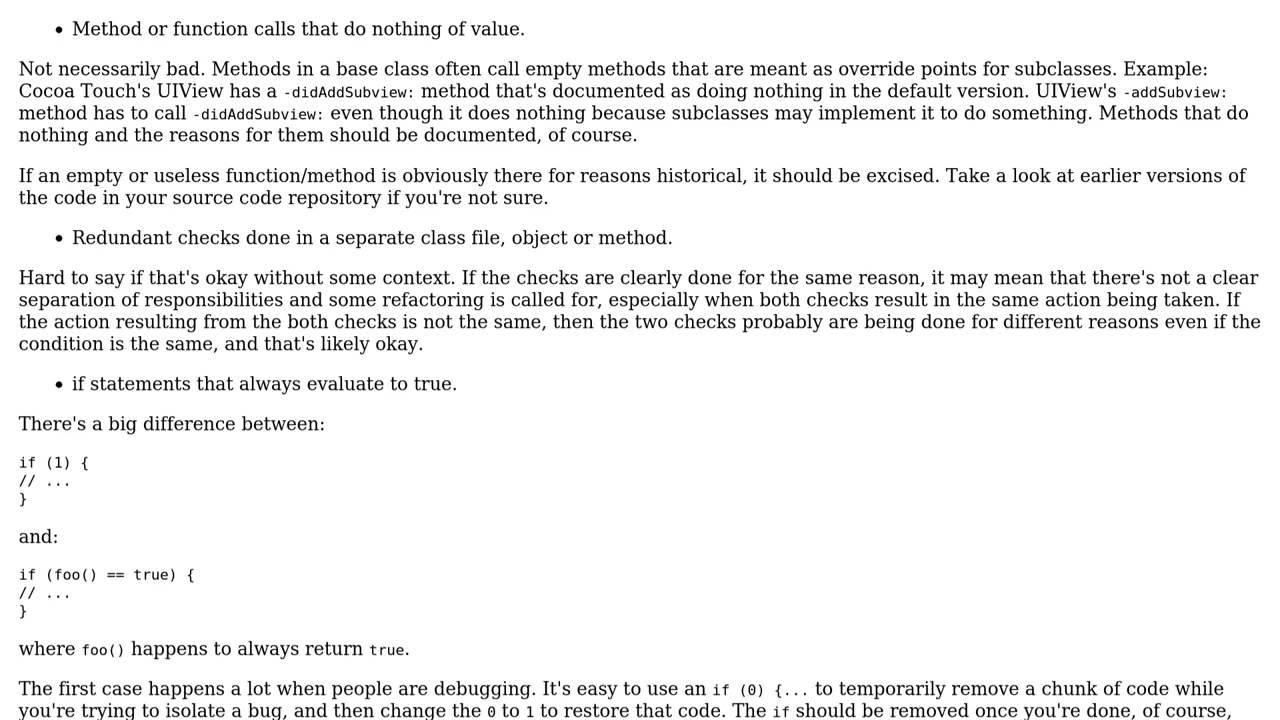 • Method or function calls that do nothing of value.
Not necessarily bad. Methods in a base class often call empty methods that are meant as override points for subclasses. Example:
Cocoa Touch's UIView has a -didAddSubview: method that's documented as doing nothing in the default version. UIView's -addSubview:
method has to call -didAddSubview: even though it does nothing because subclasses may implement it to do something. Methods that do
nothing and the reasons for them should be documented, of course.
If an empty or useless function/method is obviously there for reasons historical, it should be excised. Take a look at earlier versions of
the code in your source code repository if you're not sure.
• Redundant checks done in a separate class file, object or method.
Hard to say if that's okay without some context. If the checks are clearly done for the same reason, it may mean that there's not a clear
separation of responsibilities and some refactoring is called for, especially when both checks result in the same action being taken. If
the action resulting from the both checks is not the same, then the two checks probably are being done for different reasons even if the
condition is the same, and that's likely okay.
• if statements that always evaluate to true.
There's a big difference between:
if (1) {
// ...
}
and:
if (foo() == true) {
// ...
}
where foo() happens to always return true.
The first case happens a lot when people are debugging. It's easy to use an if (0) {... to temporarily remove a chunk of code while
you're trying to isolate a bug, and then change the 0 to 1 to restore that code. The if should be removed once you're done, of course,